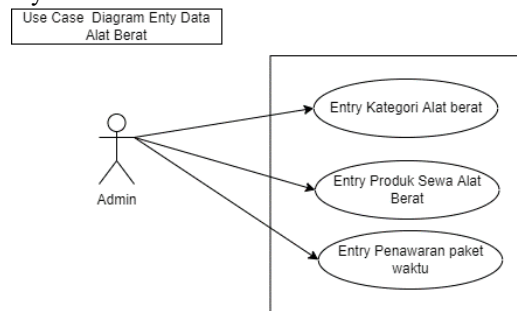 Use Case Diagram Enty Data
Alat Berat
Entry Kategori Alat berat
Entry Produk Sewa Alat
Berat
Admin
Entry Penawaran paket
waktu